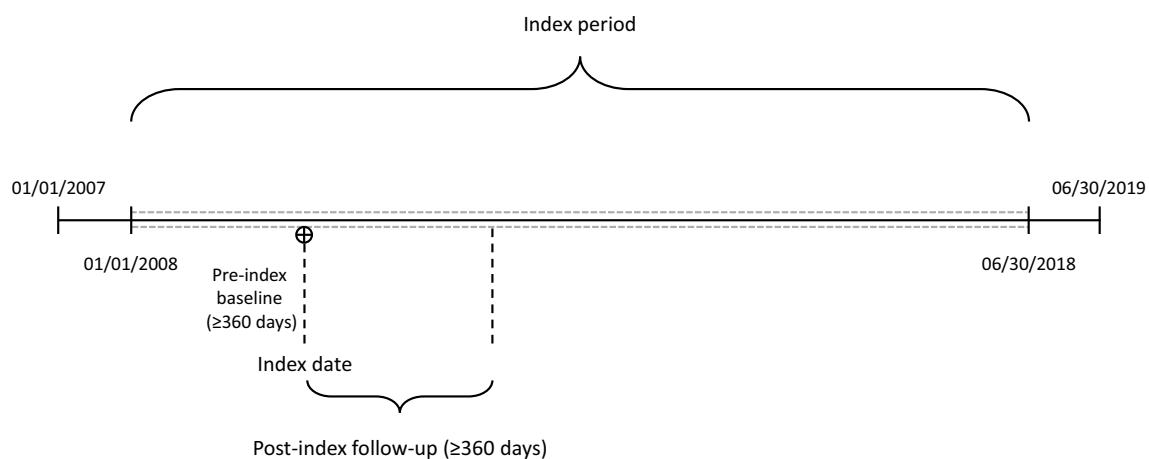 Index period
01/01/2007
06/30/2019
01/01/2008
06/30/2018
Pre-index
baseline
(≥360 days)
Index date
Post-index follow-up (≥360 days)